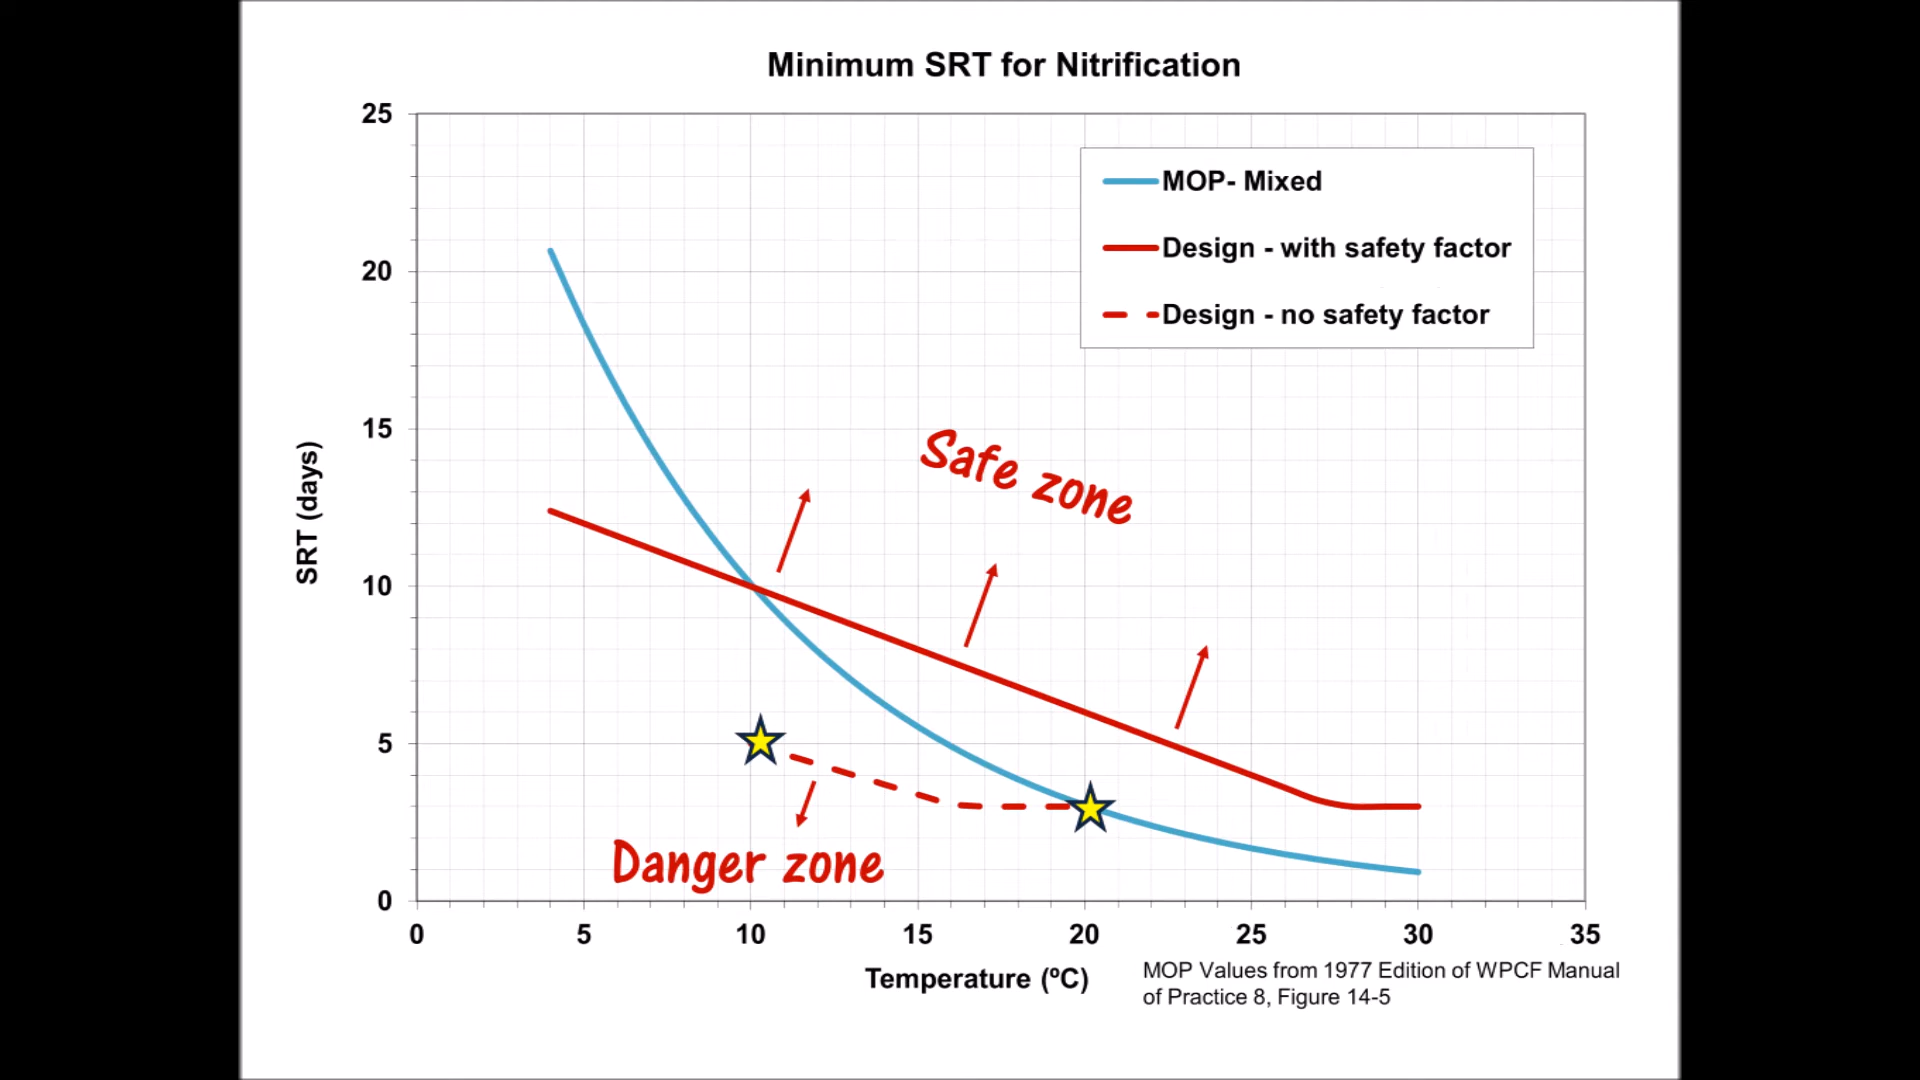 Minimum SRT for Nitrification
25
20
15
10
5
0
SRT (days)
MOP- Mixed
Design - with safety factor
Design - no safety factor
Safe zone
Danger zone
0 5 10 15 20 25 30 35
Temperature (ºC)
MOP Values from 1977 Edition of WPCF Manual
of Practice 8, Figure 14-5